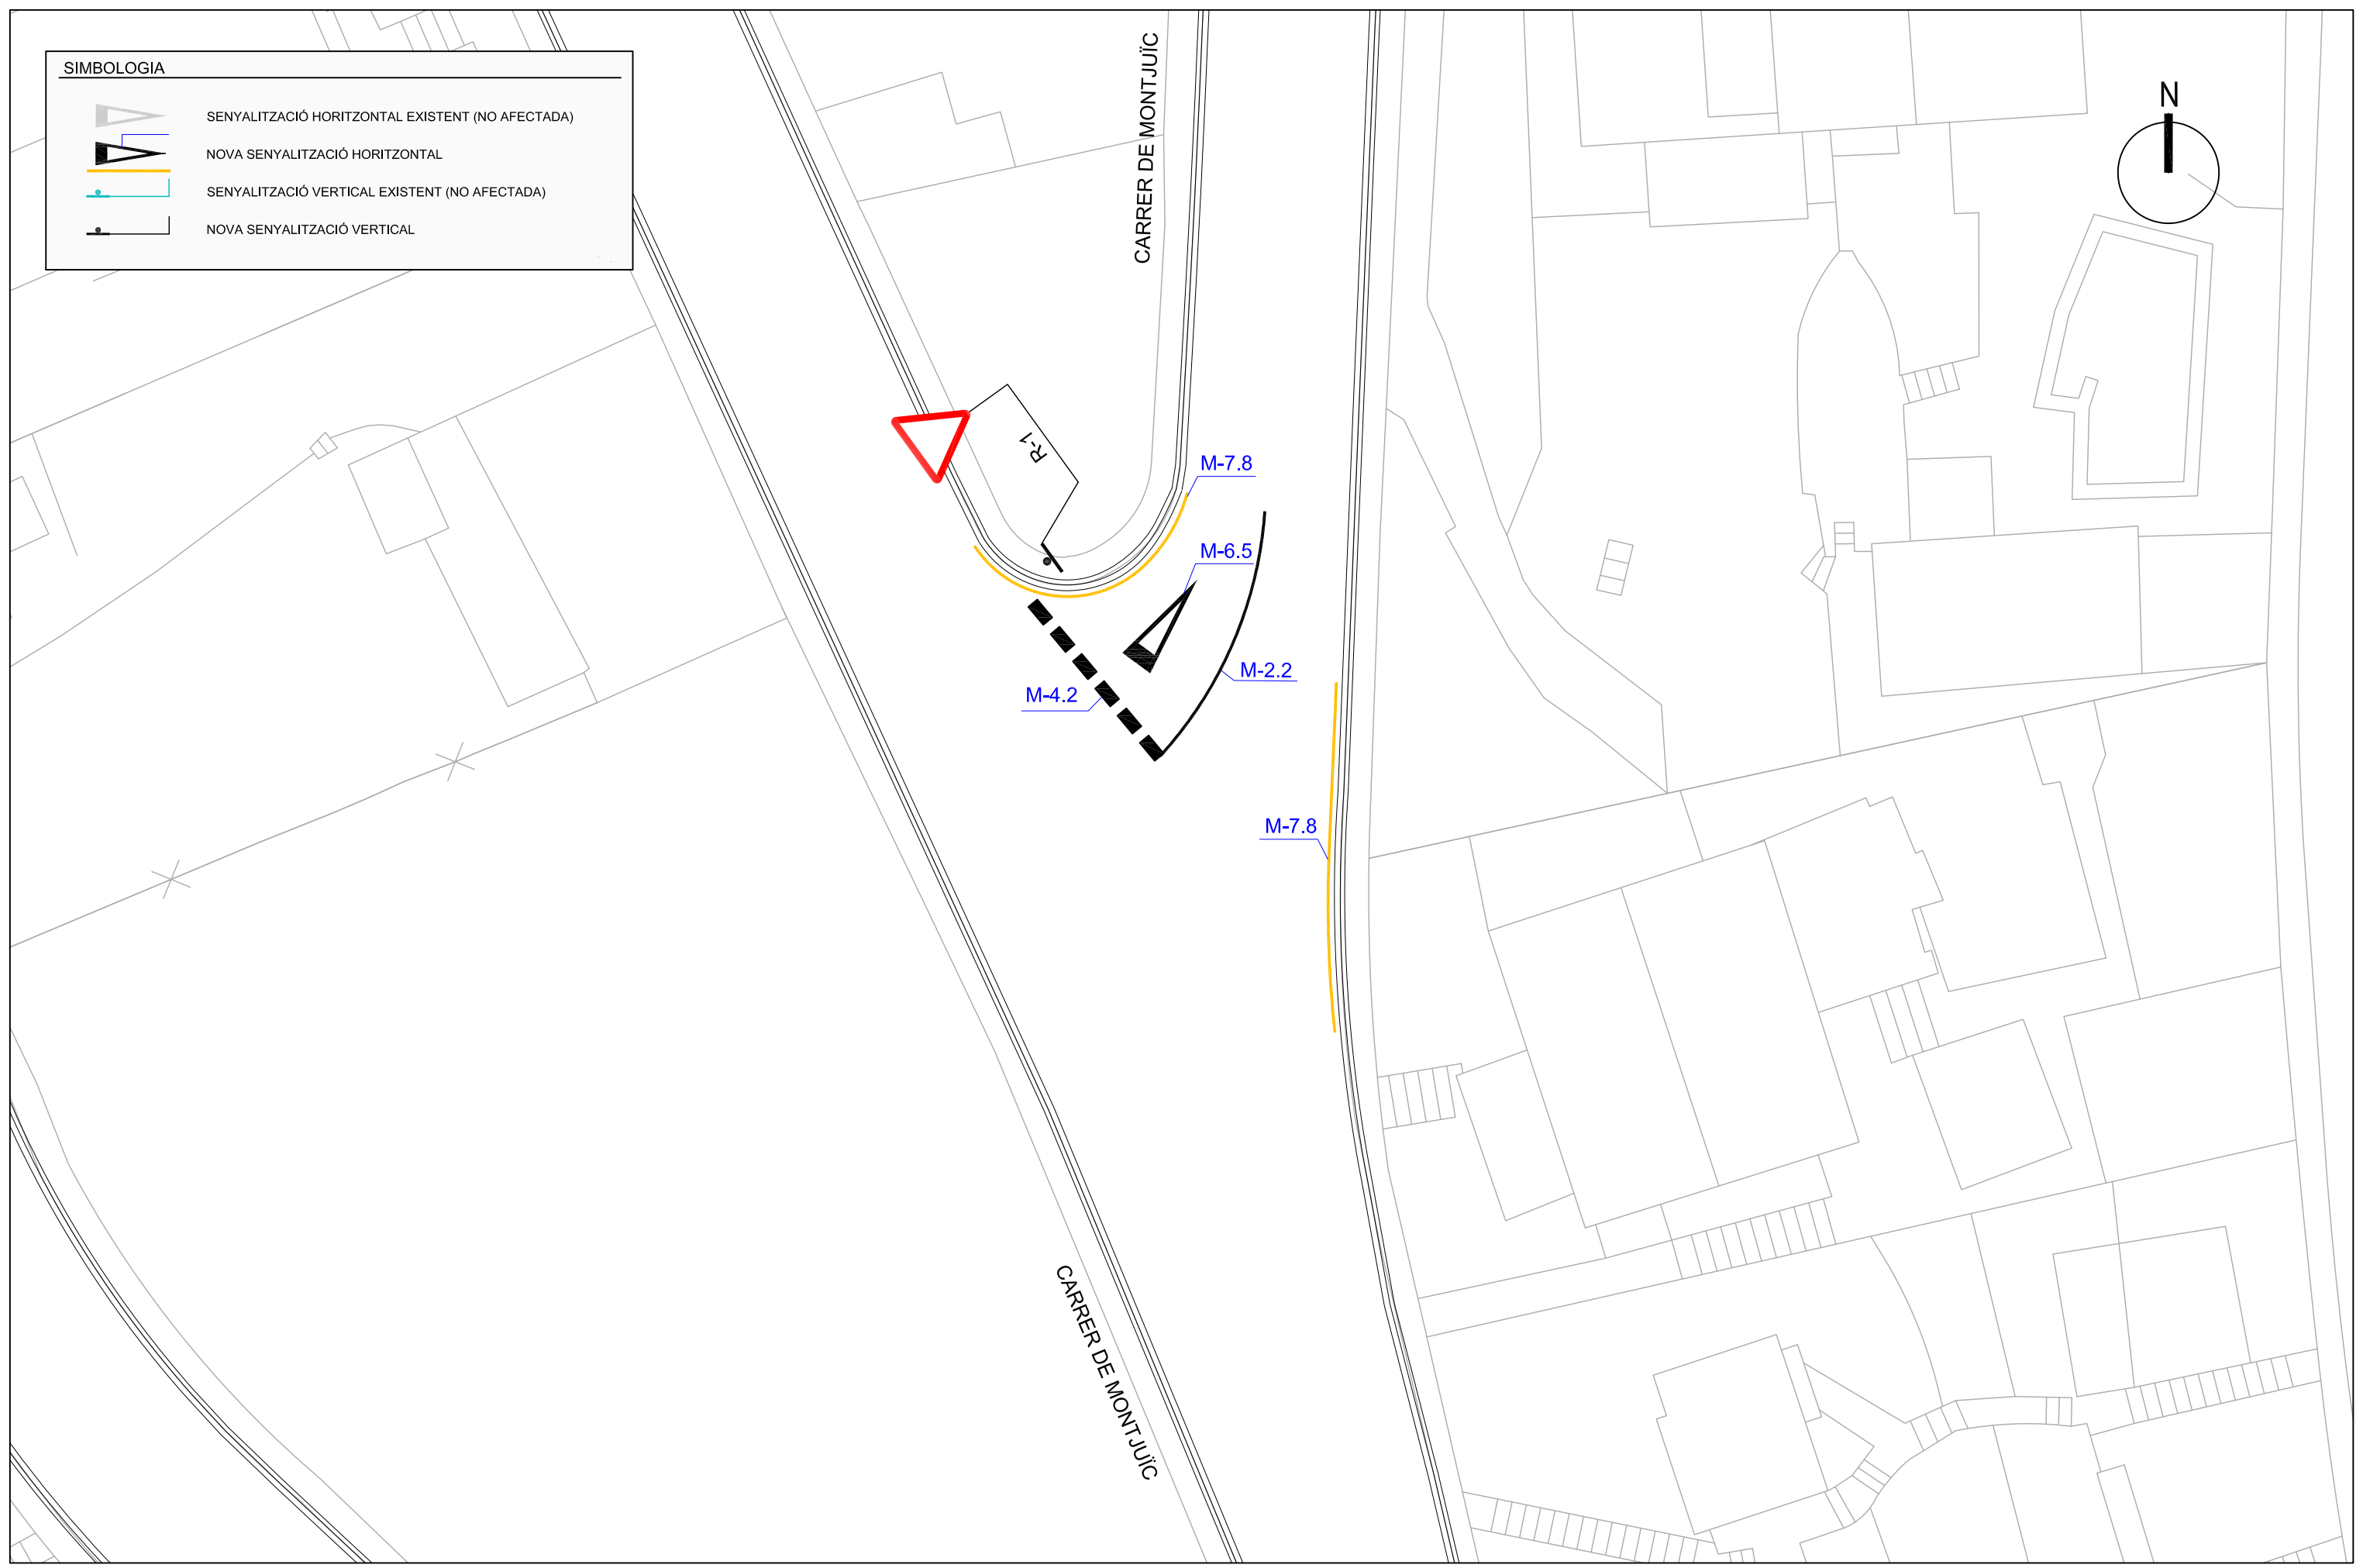 SIMBOLOGIA
SENYALITZACIÓ HORITZONTAL EXISTENT (NO AFECTADA)
NOVA SENYALITZACIÓ HORITZONTAL
SENYALITZACIÓ VERTICAL EXISTENT (NO AFECTADA)
NOVA SENYALITZACIÓ VERTICAL
CARRER DE MONTJUÏC
N
R-1
M-7.8
M-6.5
M-2.2
M-4.2
M-7.8
CARRER DE MONTJUÏC